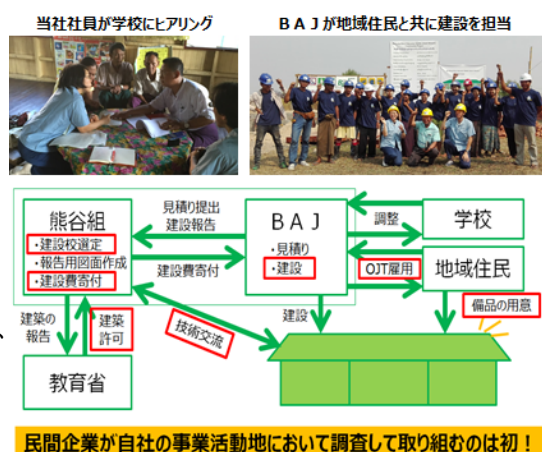 当社社員が学校にヒアリング
ＢＡＪが地域住民と共に建設を担当
熊谷組
・建設校選定
・報告用図面作成
・建設費寄付
見積り提出
建設報告
建設費寄付
ＢＡＪ
・見積り
・建設
調整
学校
OJT雇用
地域住民
備品の用意
建築の
報告
建築
許可
技術交流
建設
教育省
、
民間企業が自社の事業活動地において調査して取り組むのは初！